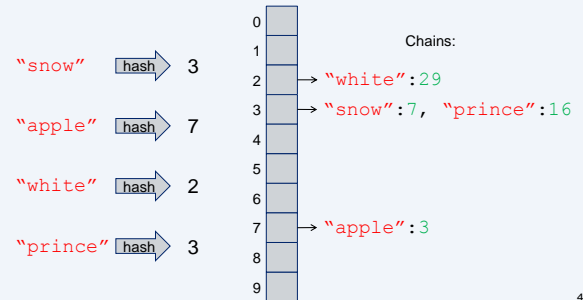 “snow” hash 3
“apple” hash 7
“white” hash 2
“prince” hash 3
0
1
2
3
4
5
6
7
8
9
Chains:
“white”:29
“snow”:7, “prince”:16
“apple”:3
4